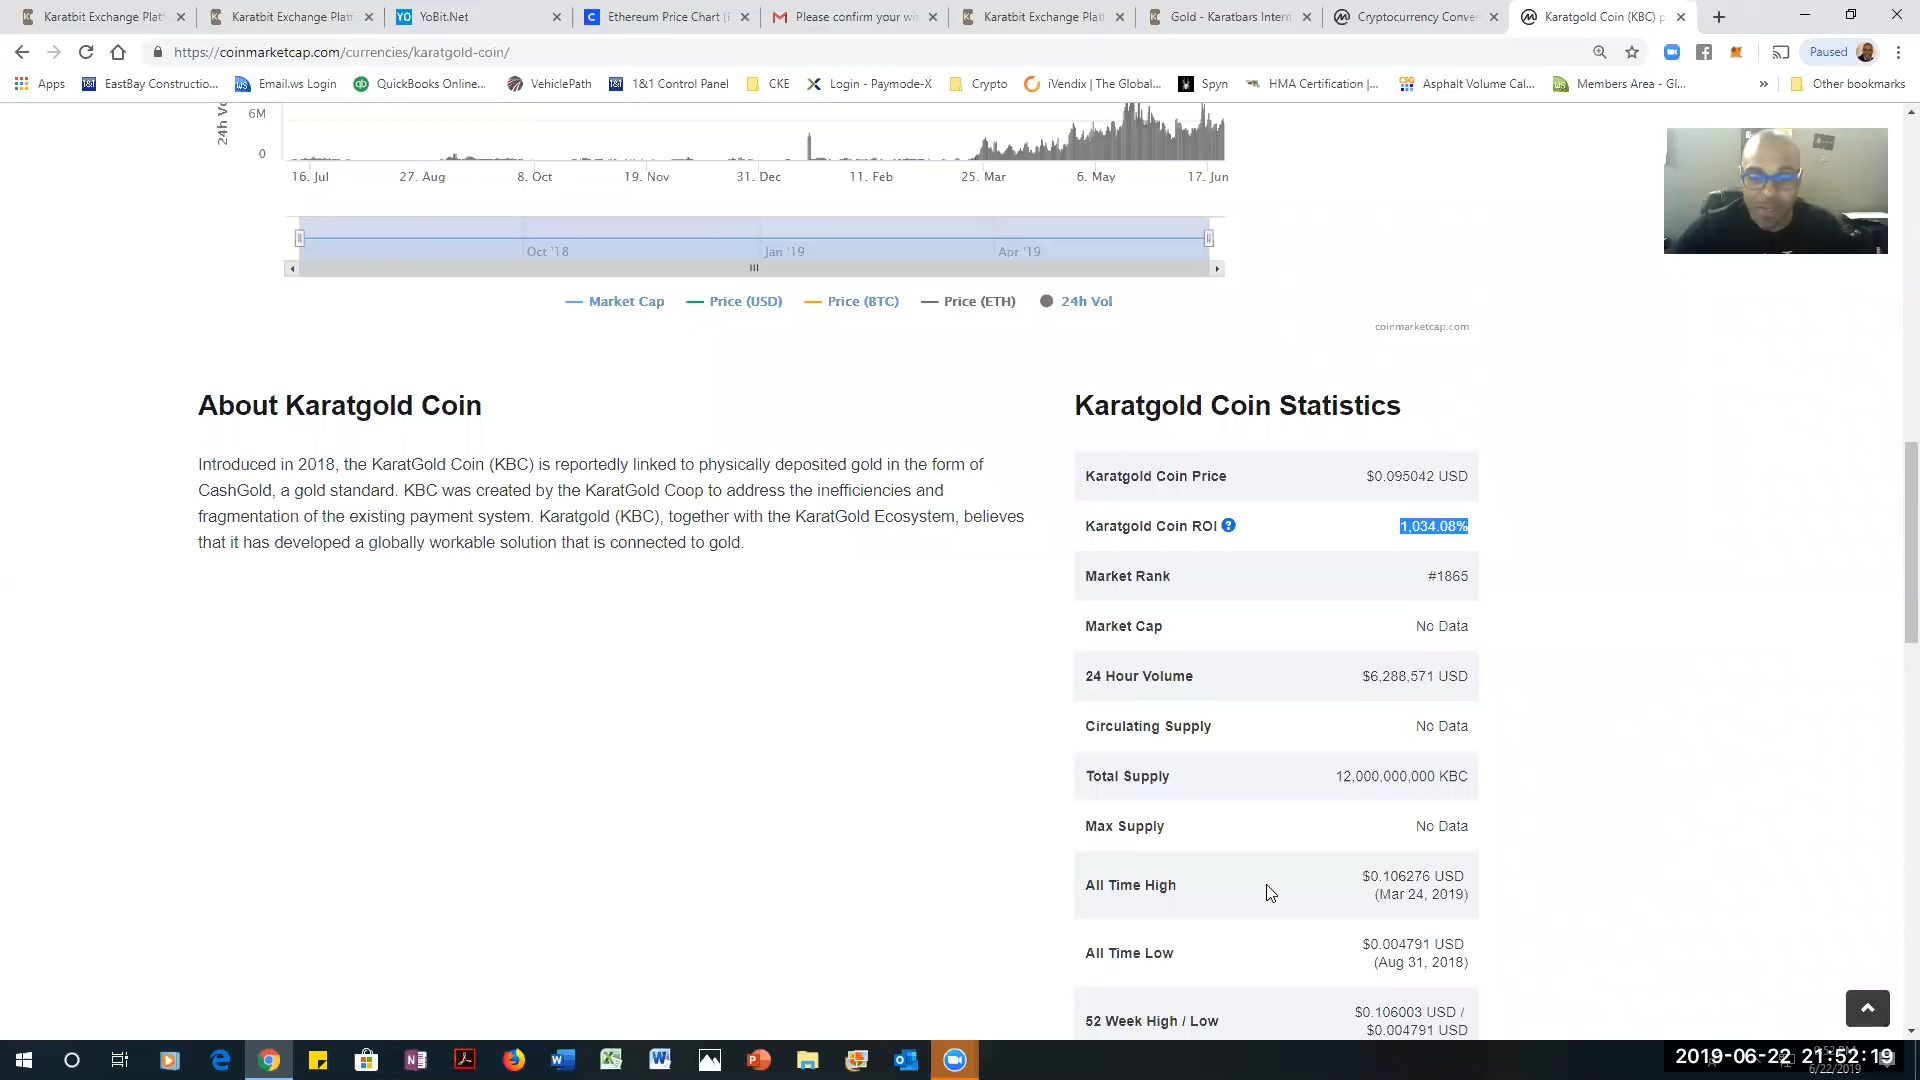 Karatbit Exchange Plat
Karatbit Exchange Plat
YoBit.Net
Ethereum Price Chart (
Please confirm your wit
Karatbit Exchange Plat
Gold - Karatbars Intern
Cryptocurrency Conve
Karatgold Coin (KBC) p
https://coinmarketcap.com/currencies/karatgold-coin/
Paused
Apps
EastBay Constructio...
Email.ws Login
QuickBooks Online...
VehiclePath
1&1 Control Panel
CKE
Login - Paymode-X
Crypto
iVendix | The Global...
Spyn
HMA Certification |...
Asphalt Volume Cal...
Members Area - Gl...
»
Other bookmarks
24h Vo
6M
0
16. Jul
27. Aug
8. Oct
19. Nov
31. Dec
11. Feb
25. Mar
6. May
17. Jun
Oct '18
Jan '19
Apr '19
Market Cap
Price (USD)
Price (BTC)
Price (ETH)
24h Vol
coinmarketcap.com
About Karatgold Coin
Introduced in 2018, the KaratGold Coin (KBC) is reportedly linked to physically deposited gold in the form of
CashGold, a gold standard. KBC was created by the KaratGold Coop to address the inefficiencies and
fragmentation of the existing payment system. Karatgold (KBC), together with the KaratGold Ecosystem, believes
that it has developed a globally workable solution that is connected to gold.
Karatgold Coin Statistics
Karatgold Coin Price $0.095042 USD
Karatgold Coin ROI ? 1,034.08%
Market Rank #1865
Market Cap No Data
24 Hour Volume $6,288,571 USD
Circulating Supply No Data
Total Supply 12,000,000,000 KBC
Max Supply No Data
All Time High $0.106276 USD
(Mar 24, 2019)
All Time Low $0.004791 USD
(Aug 31, 2018)
52 Week High / Low $0.106003 USD /
$0.004791 USD
2019-06-22 21:52:19
6/22/2019